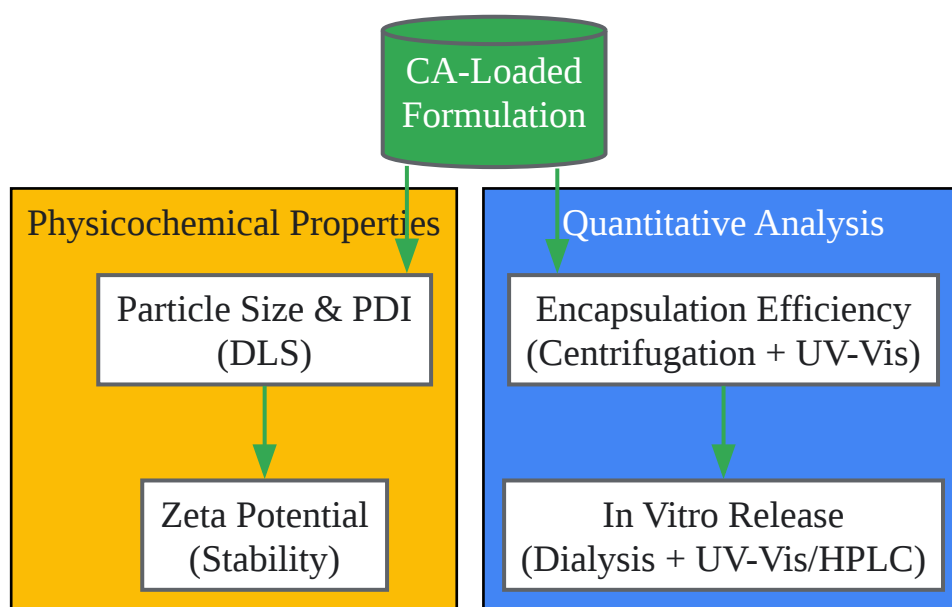 CA-Loaded
Formulation
Physicochemical Properties
Particle Size & PDI
(DLS)
Zeta Potential
(Stability)
Quantitative Analysis
Encapsulation Efficiency
(Centrifugation + UV-Vis)
In Vitro Release
(Dialysis + UV-Vis/HPLC)